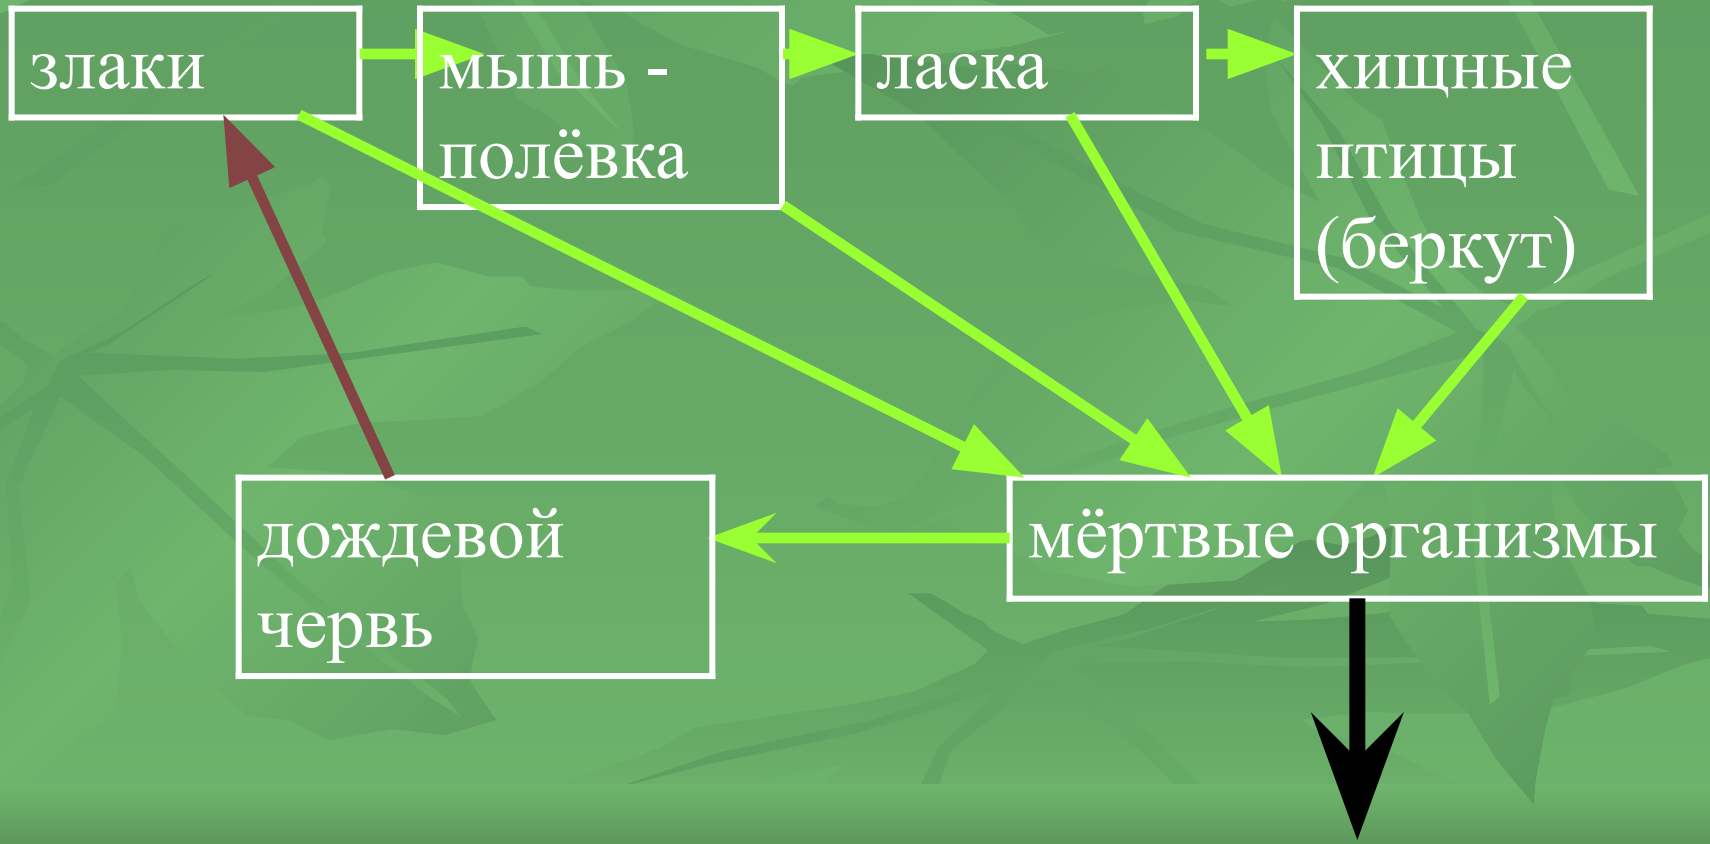 злаки
мышь -
полёвка
ласка
хищные
птицы
(беркут)
дождевой
червь
мёртвые организмы